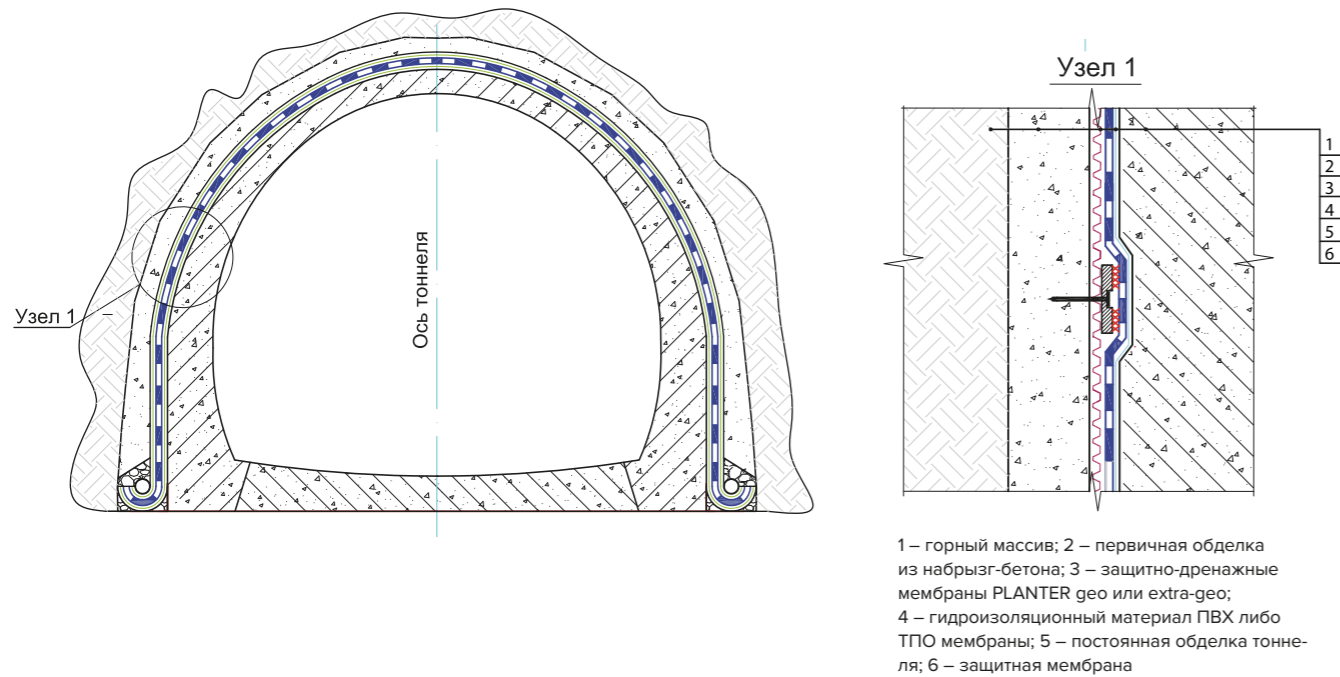 Узел 1
Ось тоннеля
Узел 1
1
2
3
4
5
6
1 – горный массив; 2 – первичная обделка
из набрызг-бетона; 3 – защитно-дренажные
мембраны PLANTER geo или extra-geo;
4 – гидроизоляционный материал ПВХ либо
ТПО мембраны; 5 – постоянная обделка тонне-
ля; 6 – защитная мембрана